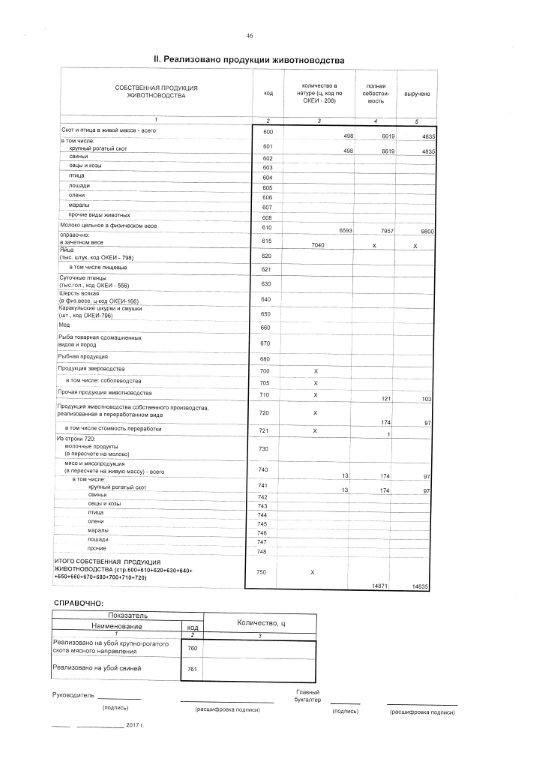 46
II. Реализовано продукции животноводства
СОБСТВЕННАЯ ПРОДУКЦИЯ ЖИВОТНОВОДСТВА код количество в натуре (ц, код по ОКЕИ - 206) полная себестои-мость выручено
1 2 3 4 5
Скот и птица в живой массе - всего 600 498 6619 4835
в том числе:
крупный рогатый скот 601 498 6619 4835
свиньи 602
овцы и козы 603
птица 604
лошади 605
олени 606
маралы 607
прочие виды животных 608
Молоко цельное в физическом весе 610 6593 7957 9800
справочно:
в зачетном весе 615 7040 X X
Яйца
(тыс. штук, код ОКЕИ - 798) 620
в том числе пищевые 621
Суточные птенцы
(тыс.гол., код ОКЕИ - 556) 630
Шерсть всякая
(в физ.весе, ц код ОКЕИ-166) 640
Каракульские шкурки и смушки
(шт., код ОКЕИ-796) 650
Мед 660
Рыба товарная одомашненных
видов и пород 670
Рыбная продукция 680
Продукция звероводства 700 X
в том числе: соболеводства 705 X
Прочая продукция животноводства 710 X 121 103
Продукция животноводства собственного производства,
реализованная в переработанном виде 720 X 174 97
в том числе стоимость переработки 721 X 1
Из строки 720:
молочные продукты
(в пересчете на молоко) 730
мясо и мясопродукция
(в пересчете на живую массу) - всего 740 13 174 97
в том числе:
крупный рогатый скот 741 13 174 97
свиньи 742
овцы и козы 743
птица 744
олени 745
маралы 746
лошади 747
прочие 748
ИТОГО СОБСТВЕННАЯ ПРОДУКЦИЯ
ЖИВОТНОВОДСТВА (стр.600+610+620+630+640+
+650+660+670+680+700+710+720) 750 X 14871 14835
СПРАВОЧНО:
Показатель Количество, ц
Наименование код
1 2 3
Реализовано на убой крупно-рогатого
скота мясного направления 760
Реализовано на убой свиней 761
Руководитель Главный бухгалтер
(подпись) (расшифровка подписи) (подпись) (расшифровка подписи)
2017 г.